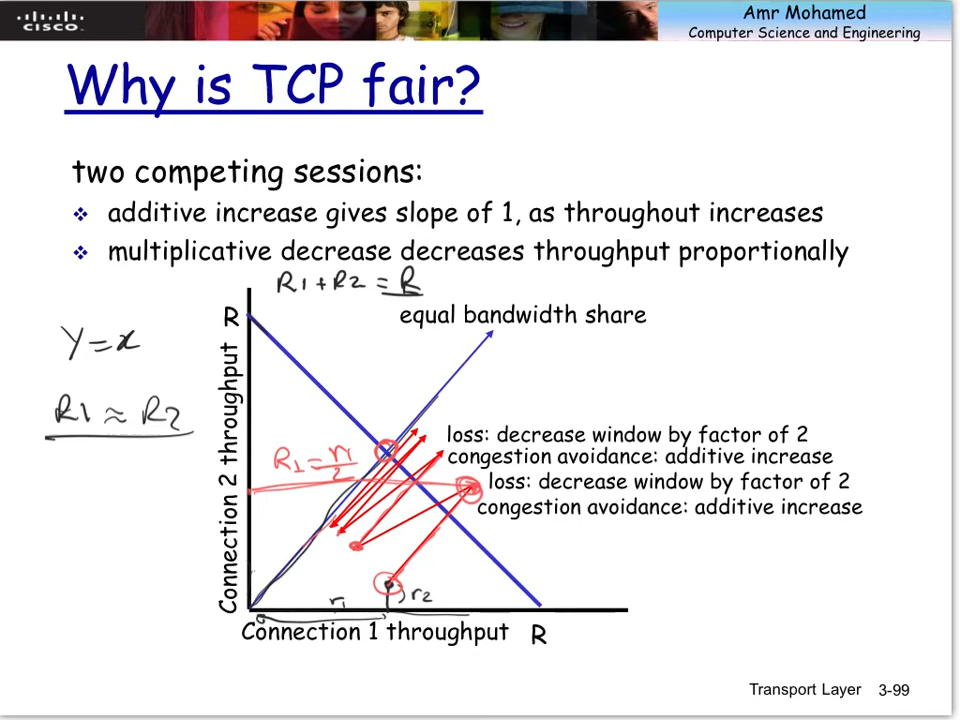 CISCO
Amr Mohamed
Computer Science and Engineering
Why is TCP fair?
two competing sessions:
additive increase gives slope of 1, as throughout increases
multiplicative decrease decreases throughput proportionally
R1 + R2 = R
R
equal bandwidth share
Y = x
R1 ≈ R2
Connection 2 throughput
R1 = r1/2
loss: decrease window by factor of 2
congestion avoidance: additive increase
loss: decrease window by factor of 2
congestion avoidance: additive increase
r1
r2
Connection 1 throughput
R
Transport Layer
3-99